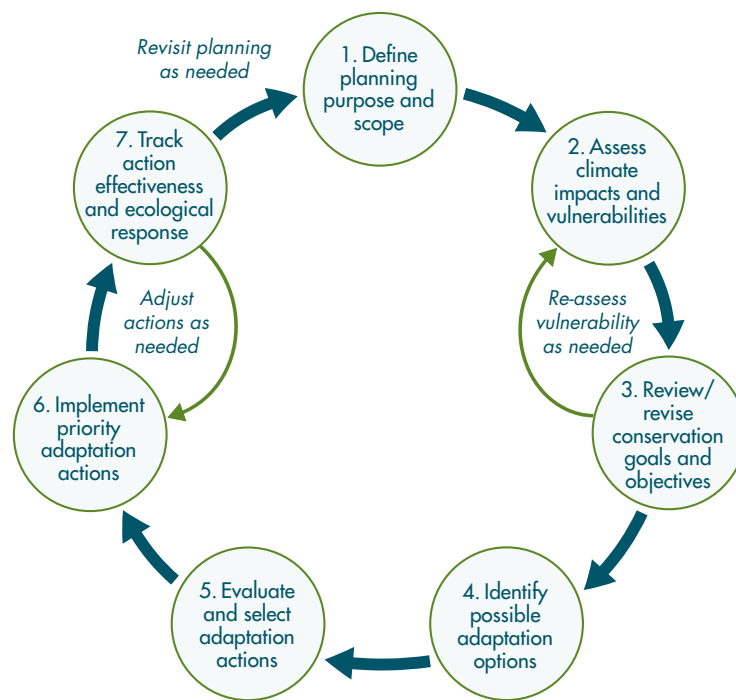 Revisit planning
as needed
1. Define
planning
purpose and
scope
2. Assess
climate
impacts and
vulnerabilities
Re-assess
vulnerability
as needed
3. Review/
revise
conservation
goals and
objectives
4. Identify
possible
adaptation
options
5. Evaluate
and select
adaptation
actions
6. Implement
priority
adaptation
actions
Adjust
actions as
needed
7. Track
action
effectiveness
and ecological
response